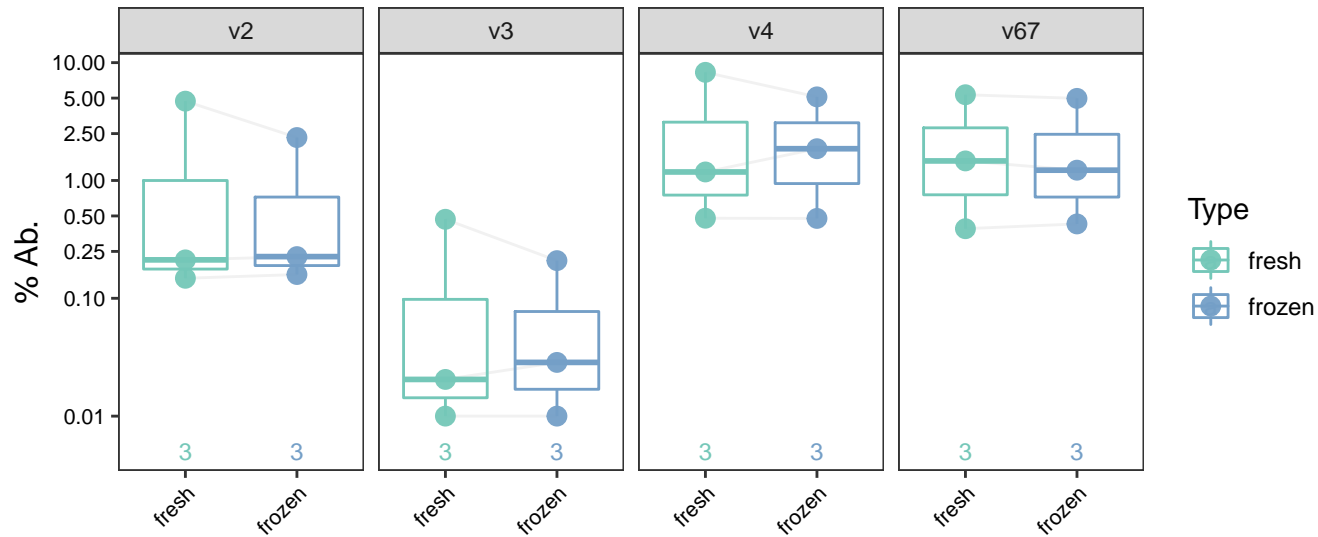 v2 v3 v4 v67
% Ab.
10.00
5.00
2.50
1.00
0.50
0.25
0.10
0.01
3 3 3 3 3 3 3 3
fresh frozen fresh frozen fresh frozen fresh frozen
Type
fresh
frozen